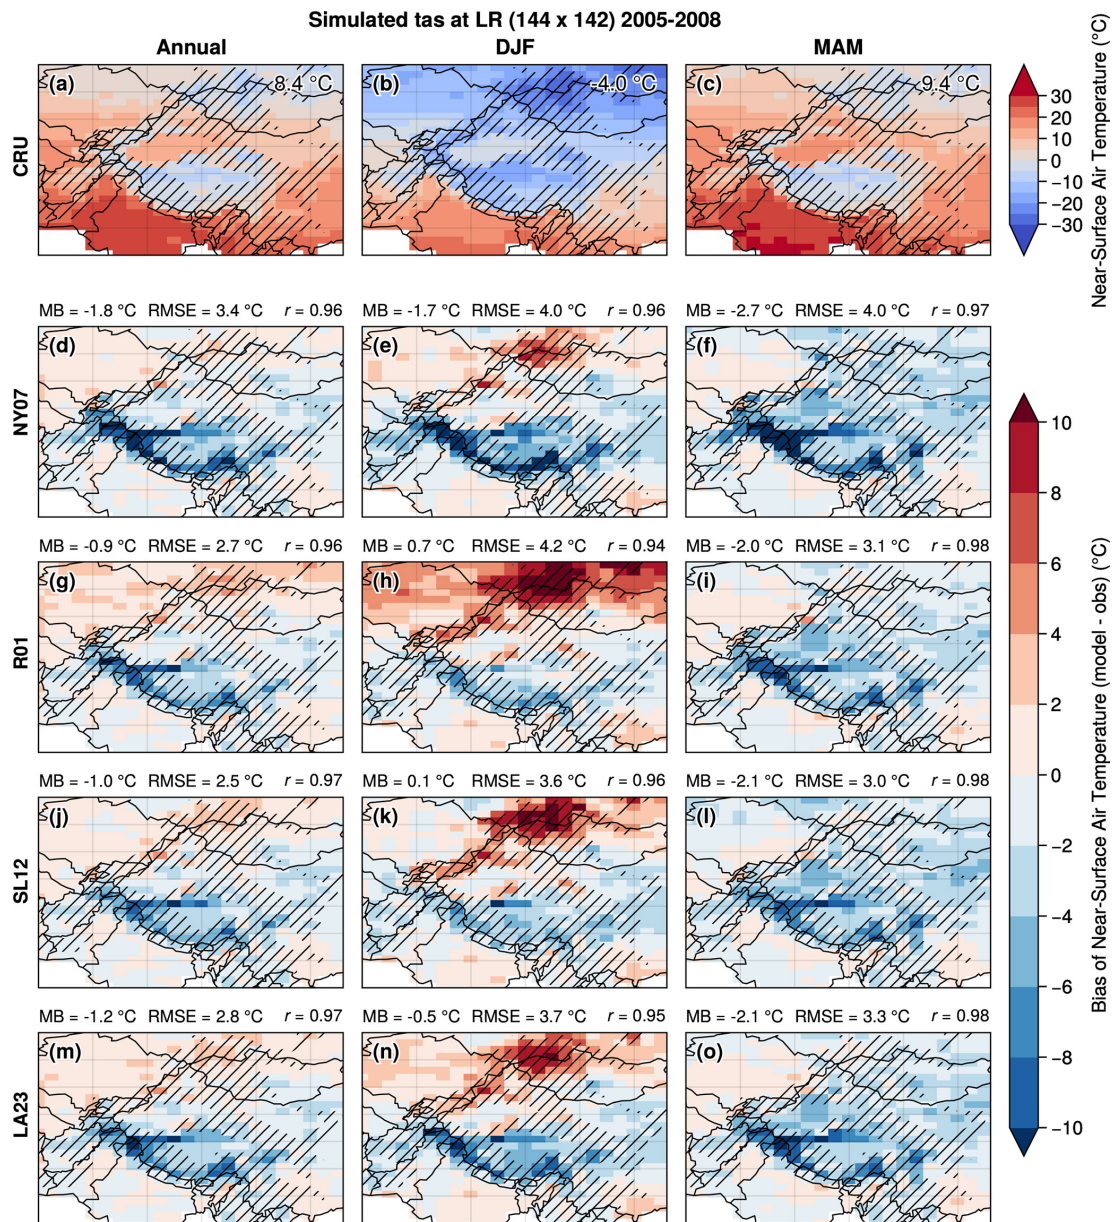 Simulated tas at LR (144 x 142) 2005-2008
Annual DJF MAM
CRU
(a) 8.4 °C
(b) -4.0 °C
(c) 9.4 °C
30
20
10
0
−10
−20
−30
Near-Surface Air Temperature (°C)
NY07
MB = -1.8 °C RMSE = 3.4 °C r = 0.96
(d)
MB = -1.7 °C RMSE = 4.0 °C r = 0.96
(e)
MB = -2.7 °C RMSE = 4.0 °C r = 0.97
(f)
R01
MB = -0.9 °C RMSE = 2.7 °C r = 0.96
(g)
MB = 0.7 °C RMSE = 4.2 °C r = 0.94
(h)
MB = -2.0 °C RMSE = 3.1 °C r = 0.98
(i)
SL12
MB = -1.0 °C RMSE = 2.5 °C r = 0.97
(j)
MB = 0.1 °C RMSE = 3.6 °C r = 0.96
(k)
MB = -2.1 °C RMSE = 3.0 °C r = 0.98
(l)
LA23
MB = -1.2 °C RMSE = 2.8 °C r = 0.97
(m)
MB = -0.5 °C RMSE = 3.7 °C r = 0.95
(n)
MB = -2.1 °C RMSE = 3.3 °C r = 0.98
(o)
10
8
6
4
2
0
−2
−4
−6
−8
−10
Bias of Near-Surface Air Temperature (model - obs) (°C)